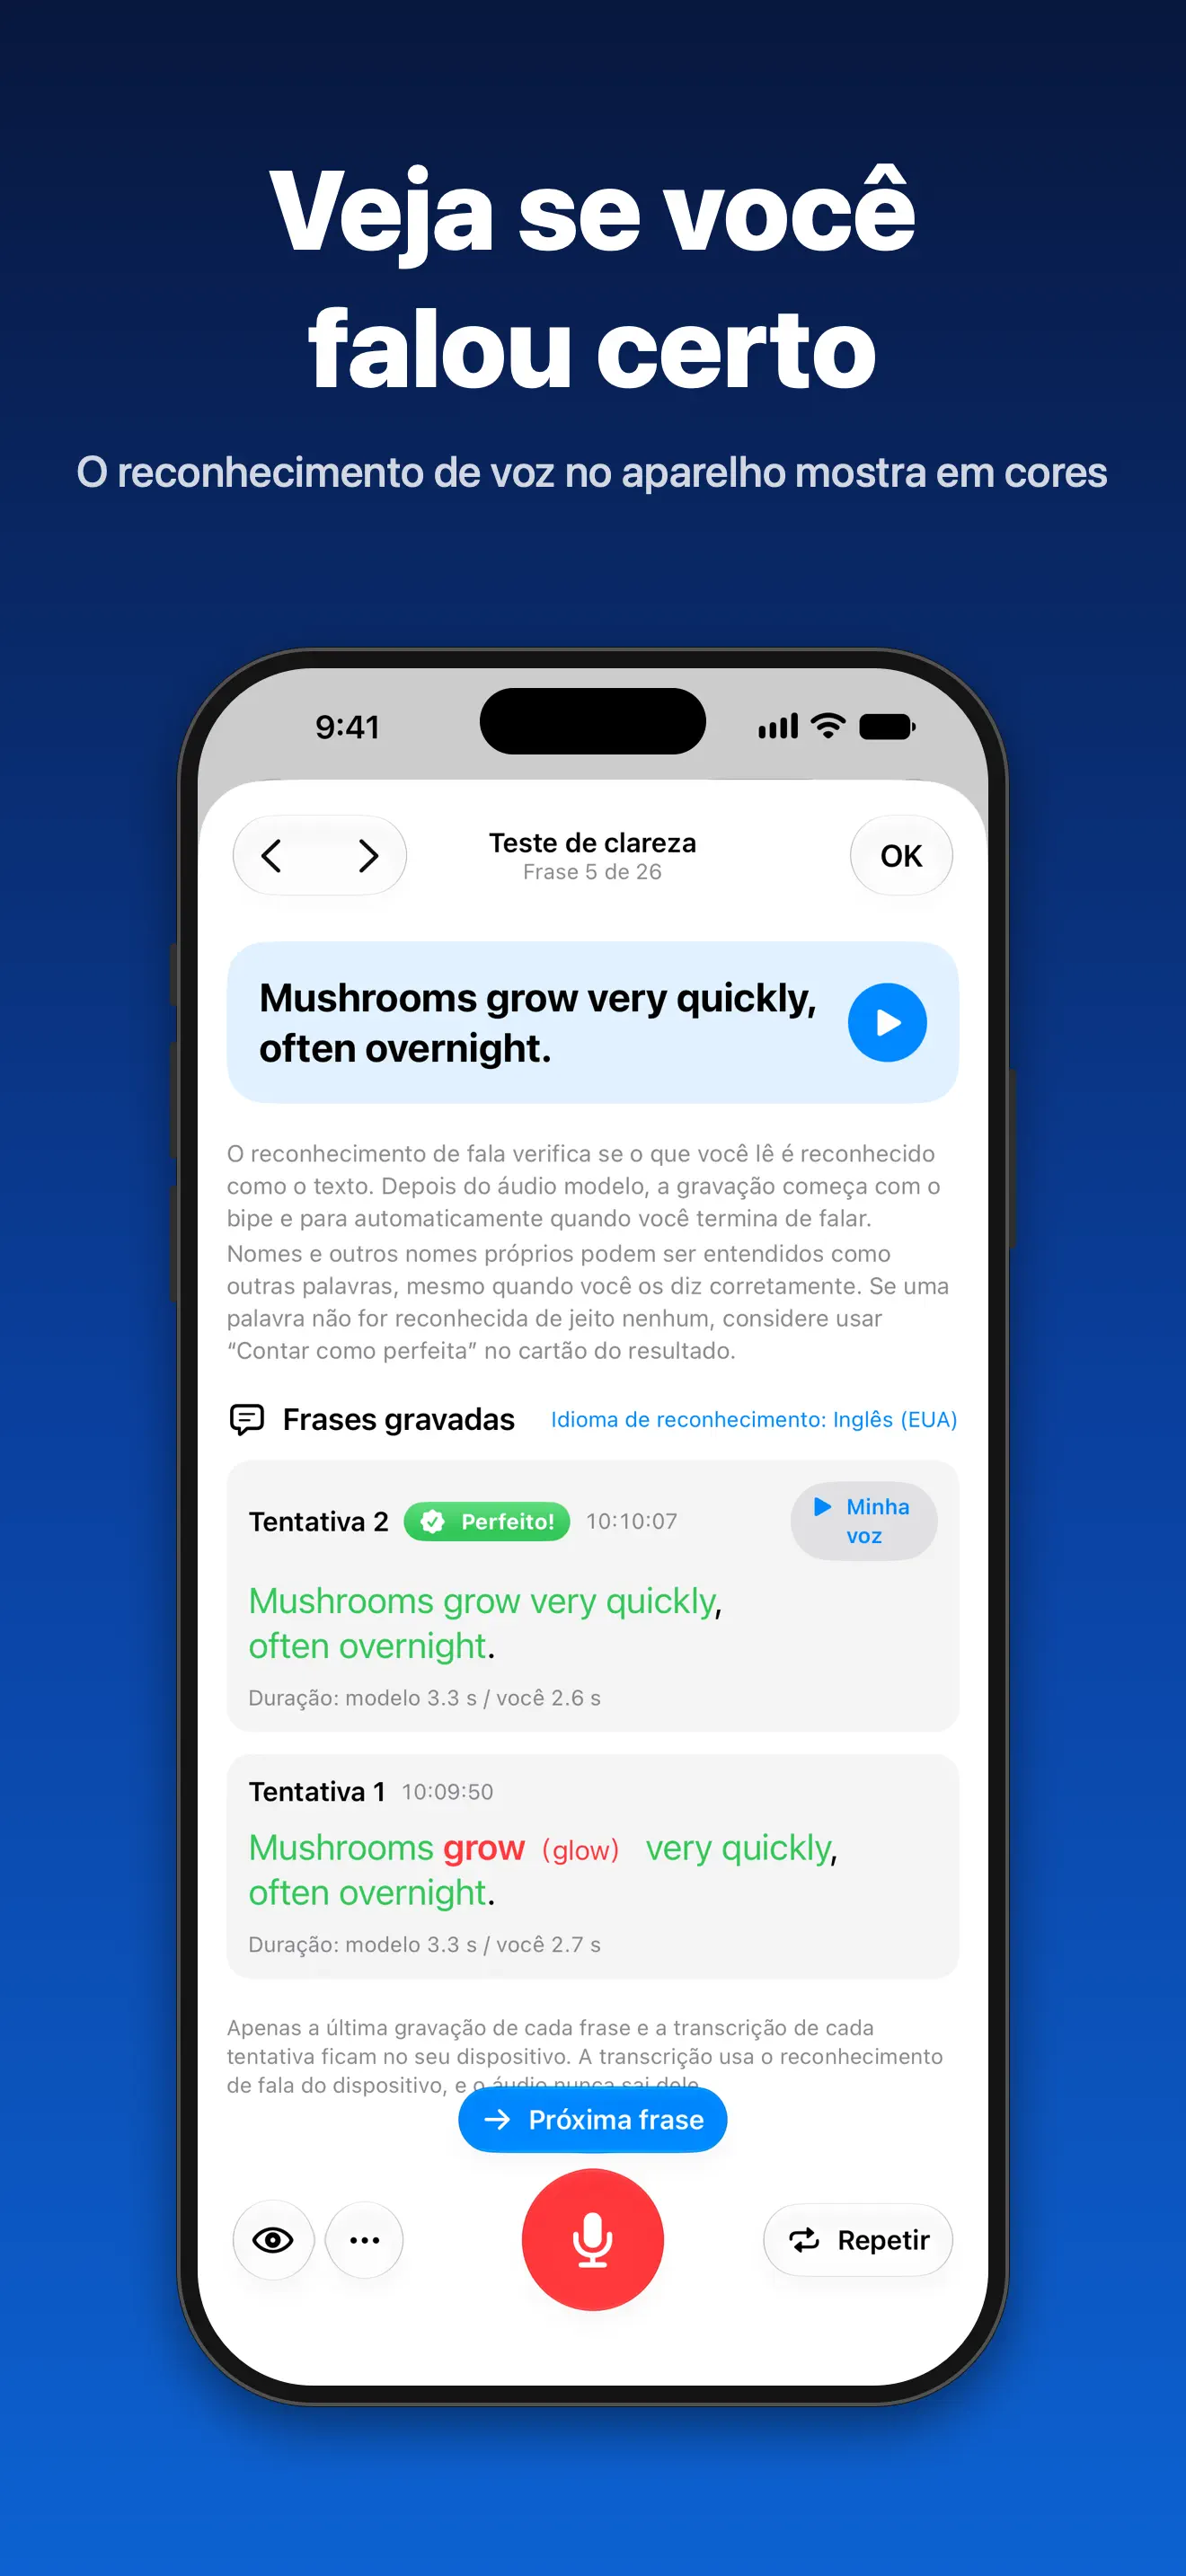 Veja se você
falou certo
O reconhecimento de voz no aparelho mostra em cores
9:41
Teste de clareza
Frase 5 de 26
OK
Mushrooms grow very quickly,
often overnight.
O reconhecimento de fala verifica se o que você lê é reconhecido
como o texto. Depois do áudio modelo, a gravação começa com o
bipe e para automaticamente quando você termina de falar.
Nomes e outros nomes próprios podem ser entendidos como
outras palavras, mesmo quando você os diz corretamente. Se uma
palavra não for reconhecida de jeito nenhum, considere usar
“Contar como perfeita” no cartão do resultado.
Frases gravadas
Idioma de reconhecimento: Inglês (EUA)
Tentativa 2
Perfeito!
10:10:07
Minha
voz
Mushrooms grow very quickly,
often overnight.
Duração: modelo 3.3 s / você 2.6 s
Tentativa 1
10:09:50
Mushrooms grow (glow) very quickly,
often overnight.
Duração: modelo 3.3 s / você 2.7 s
Apenas a última gravação de cada frase e a transcrição de cada
tentativa ficam no seu dispositivo. A transcrição usa o reconhecimento
de fala do dispositivo, e o áudio nunca sai dele
Próxima frase
Repetir